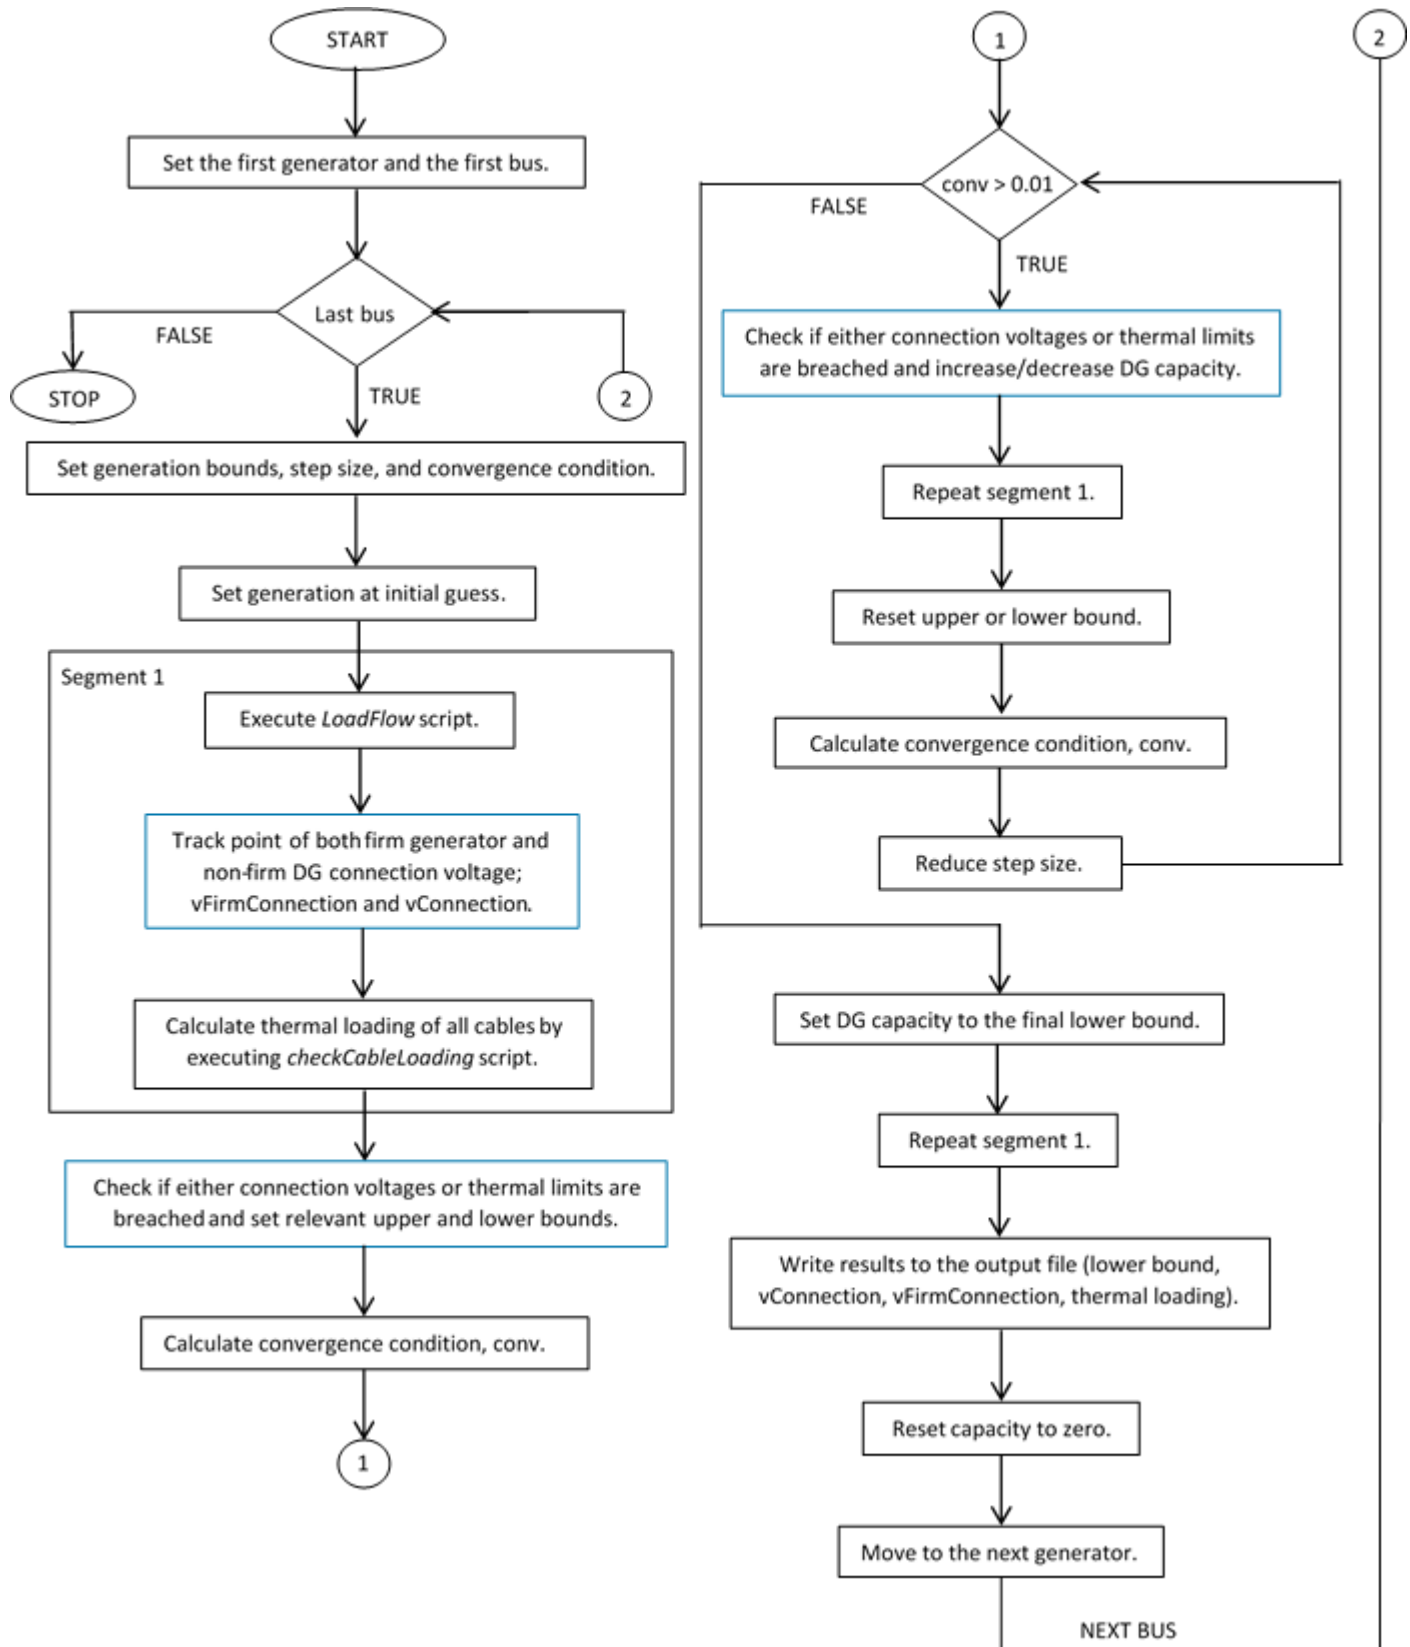 START
Set the first generator and the first bus.
Last bus
FALSE
STOP
TRUE
2
Set generation bounds, step size, and convergence condition.
Set generation at initial guess.
Segment 1
Execute LoadFlow script.
Track point of both firm generator and
non-firm DG connection voltage;
vFirmConnection and vConnection.
Calculate thermal loading of all cables by
executing checkCableLoading script.
Check if either connection voltages or thermal limits are
breached and set relevant upper and lower bounds.
Calculate convergence condition, conv.
1
1
2
conv > 0.01
FALSE
TRUE
Check if either connection voltages or thermal limits
are breached and increase/decrease DG capacity.
Repeat segment 1.
Reset upper or lower bound.
Calculate convergence condition, conv.
Reduce step size.
Set DG capacity to the final lower bound.
Repeat segment 1.
Write results to the output file (lower bound,
vConnection, vFirmConnection, thermal loading).
Reset capacity to zero.
Move to the next generator.
NEXT BUS